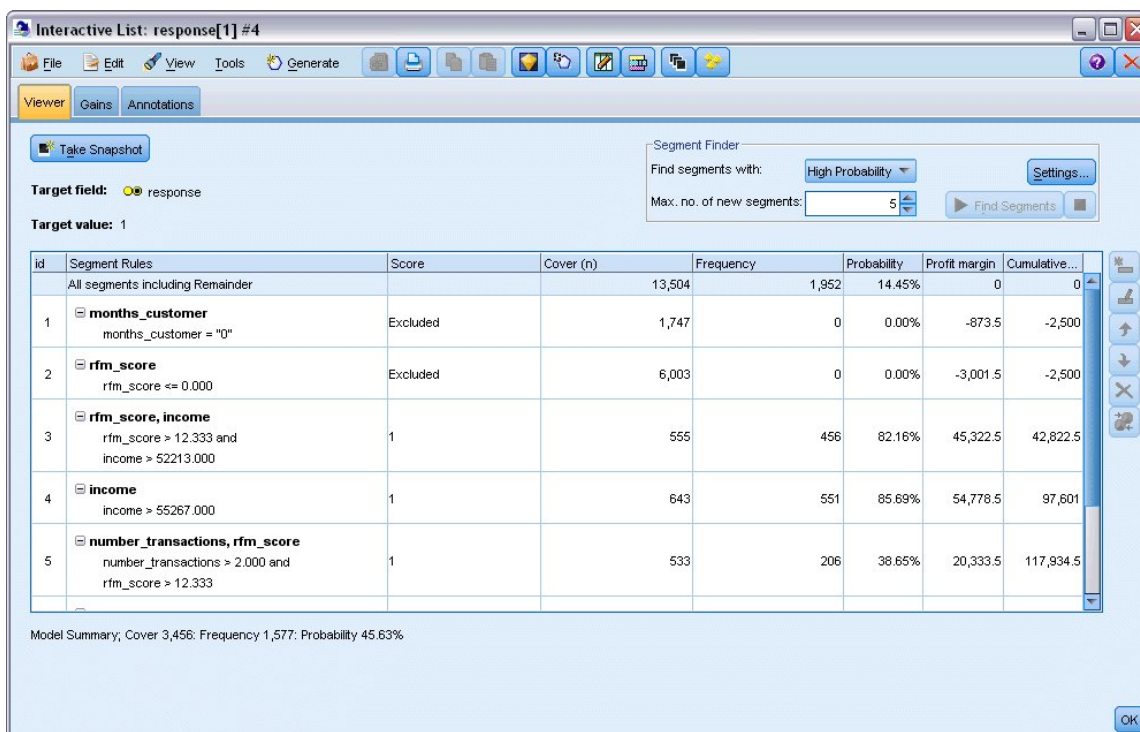 Interactive List: response[1] #4
File Edit View Tools Generate
Viewer Gains Annotations
Take Snapshot
Segment Finder
Find segments with: High Probability Settings...
Max. no. of new segments: 5 Find Segments
Target field: response
Target value: 1
id Segment Rules Score Cover (n) Frequency Probability Profit margin Cumulative...
All segments including Remainder 13,504 1,952 14.45% 0 0
1 months_customer Excluded 1,747 0 0.00% -873.5 -2,500
months_customer = "0"
2 rfm_score Excluded 6,003 0 0.00% -3,001.5 -2,500
rfm_score <= 0.000
3 rfm_score, income 1 555 456 82.16% 45,322.5 42,822.5
rfm_score > 12.333 and
income > 52213.000
4 income 1 643 551 85.69% 54,778.5 97,601
income > 55267.000
5 number_transactions, rfm_score 1 533 206 38.65% 20,333.5 117,934.5
number_transactions > 2.000 and
rfm_score > 12.333
Model Summary; Cover 3,456: Frequency 1,577: Probability 45.63%
OK